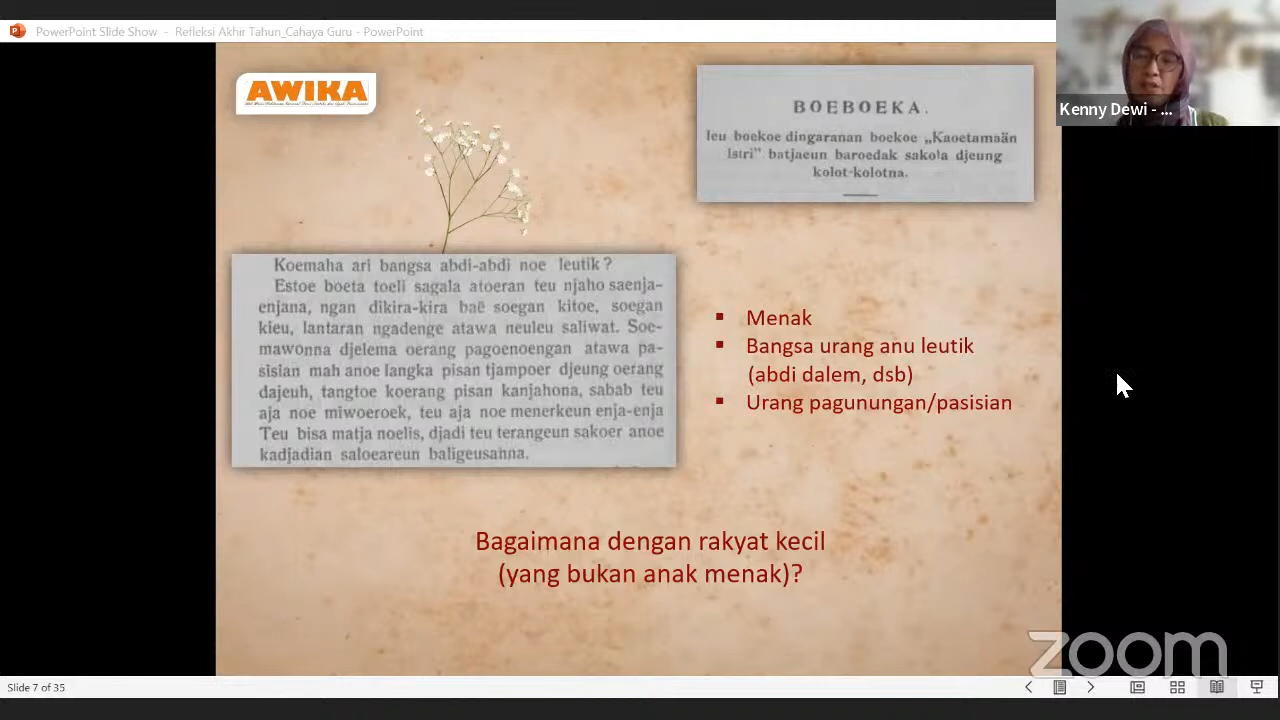 PowerPoint Slide Show - Refleksi Akhir Tahun_Cahaya Guru - PowerPoint
Kenny Dewi - ...
AWIKA
BOEBOEKA.
Ieu boekoe dingaranan boekoe „Kaoetamaän
Istri” batjaeun baroedak sakola djeung
kolot-kolotna.
Koemaha ari bangsa abdi-abdi noe leutik?
Estoe boeta toeli sagala atoeran teu njaho saenja-
enjana, ngan dikira-kira baë soegan kitoe, soegan
kieu, lantaran ngadenge atawa neuleu saliwat. Soe-
mawonna djelema oerang pagoenoengan atawa pa-
sisian mah anoe langka pisan tjampoer djeung oerang
dajeuh, tangtoe koerang pisan kanjahona, sabab teu
aja noe miwoeroek, teu aja noe menerkeun enja-enja
Teu bisa matja noelis, djadi teu terangeun sakoer anoe
kadjadian saloeareun baligeusanna.
Menak
Bangsa urang anu leutik
(abdi dalem, dsb)
Urang pagunungan/pasisian
Bagaimana dengan rakyat kecil
(yang bukan anak menak)?
zoom
Slide 7 of 35